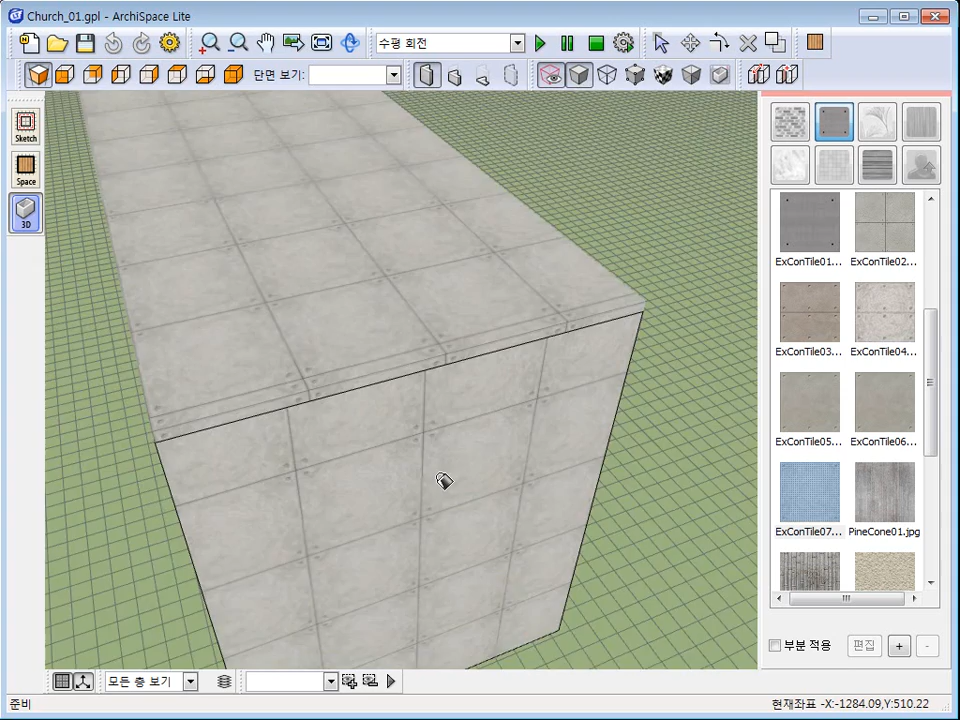 Church_01.gpl - ArchiSpace Lite
수평 회전
단면 보기:
Sketch
Space
3D
ExConTile01... ExConTile02...
ExConTile03... ExConTile04...
ExConTile05... ExConTile06...
ExConTile07... PineCone01.jpg
부분 적용 편집 + -
모든 층 보기
준비 현재좌표 -X:-1284.09,Y:510.22